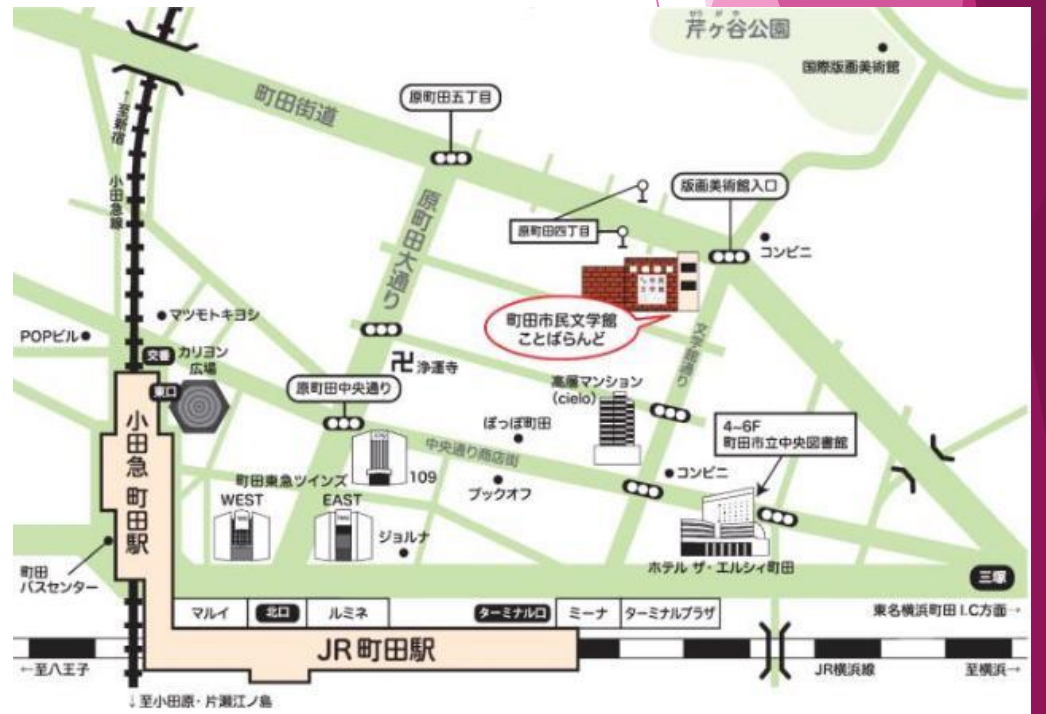 芹ヶ谷公園
せりがや
国際版画美術館
町田街道
原町田五丁目
↑至新宿
小田急線
原町田大通り
版画美術館入口
原町田四丁目
コンビニ
町田市民文学館
ことばらんど
文学館通り
マツモトキヨシ
POPビル
交番
カリヨン
広場
東口
卍 浄運寺
原町田中央通り
高層マンション
(cielo)
ぽっぽ町田
4~6F
町田市立中央図書館
中央通り商店街
コンビニ
109
ブックオフ
町田東急ツインズ
WEST
EAST
ジョルナ
小田急 町田駅
町田
バスセンター
ホテル ザ・エルシィ町田
三塚
東名横浜町田 I.C方面→
マルイ
北口
ルミネ
ターミナル口
ミーナ
ターミナルプラザ
JR町田駅
←至八王子
JR横浜線
至横浜→
↓至小田原・片瀬江ノ島